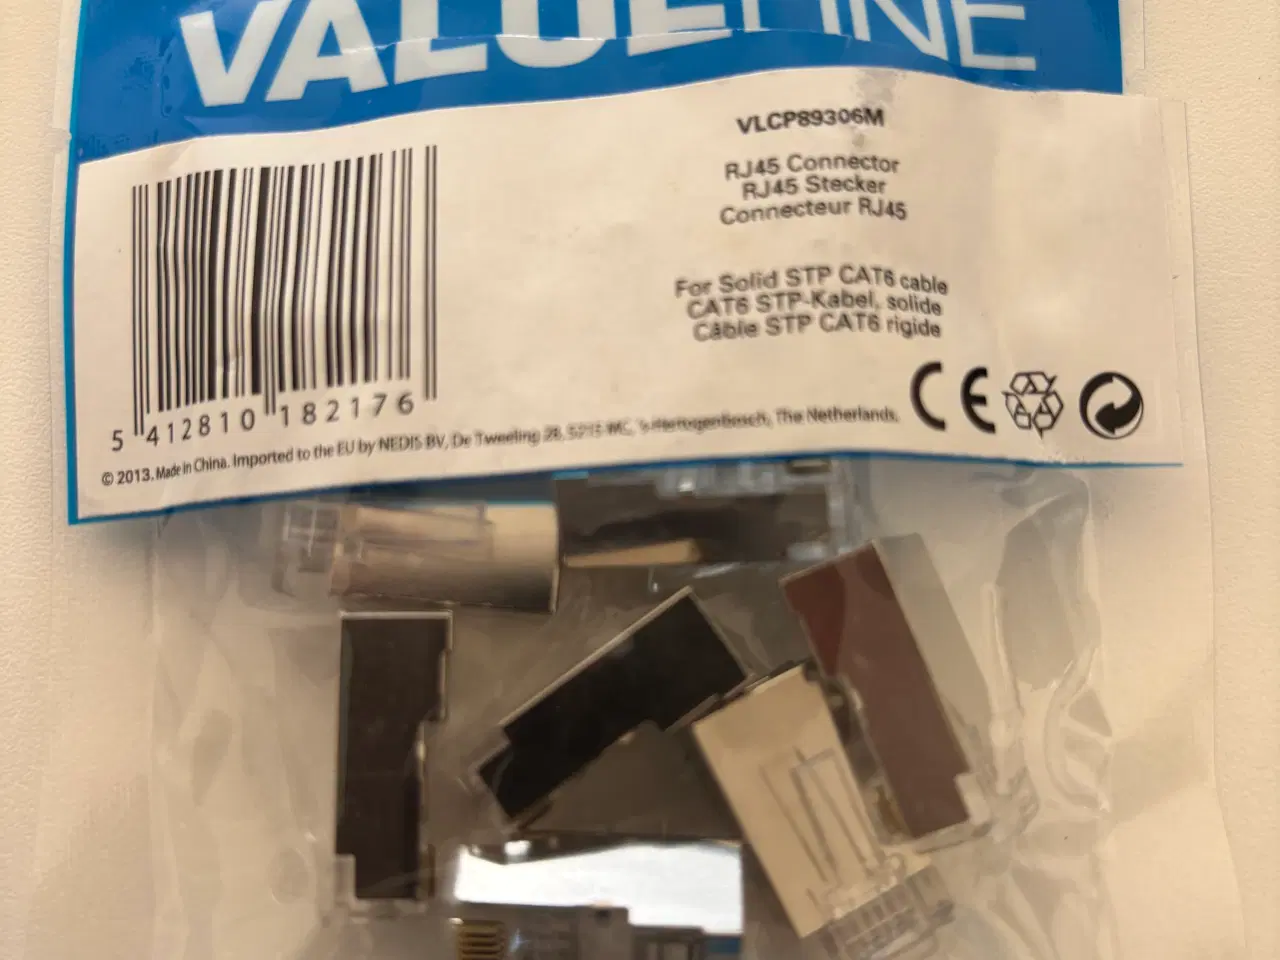 VALUELINE
VLCP89306M
RJ45 Connector
RJ45 Stecker
Connecteur RJ45
For Solid STP CAT6 cable
CAT6 STP-Kabel, solide
Câble STP CAT6 rigide
CE
5 412810 182176
© 2013. Made in China. Imported to the EU by NEDIS BV, De Tweeling 28, 5215 MC, 's-Hertogenbosch, The Netherlands.